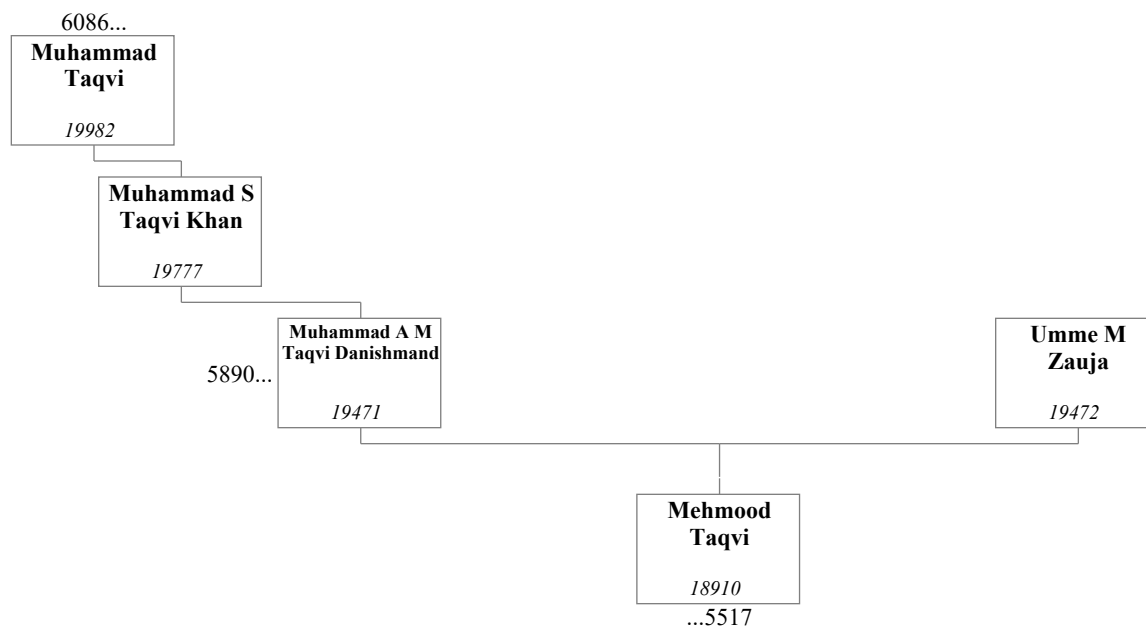 6086...
Muhammad
Taqvi
19982
Muhammad S
Taqvi Khan
19777
Muhammad A M
Taqvi Danishmand
5890...
19471
Umme M
Zauja
19472
Mehmood
Taqvi
18910
...5517